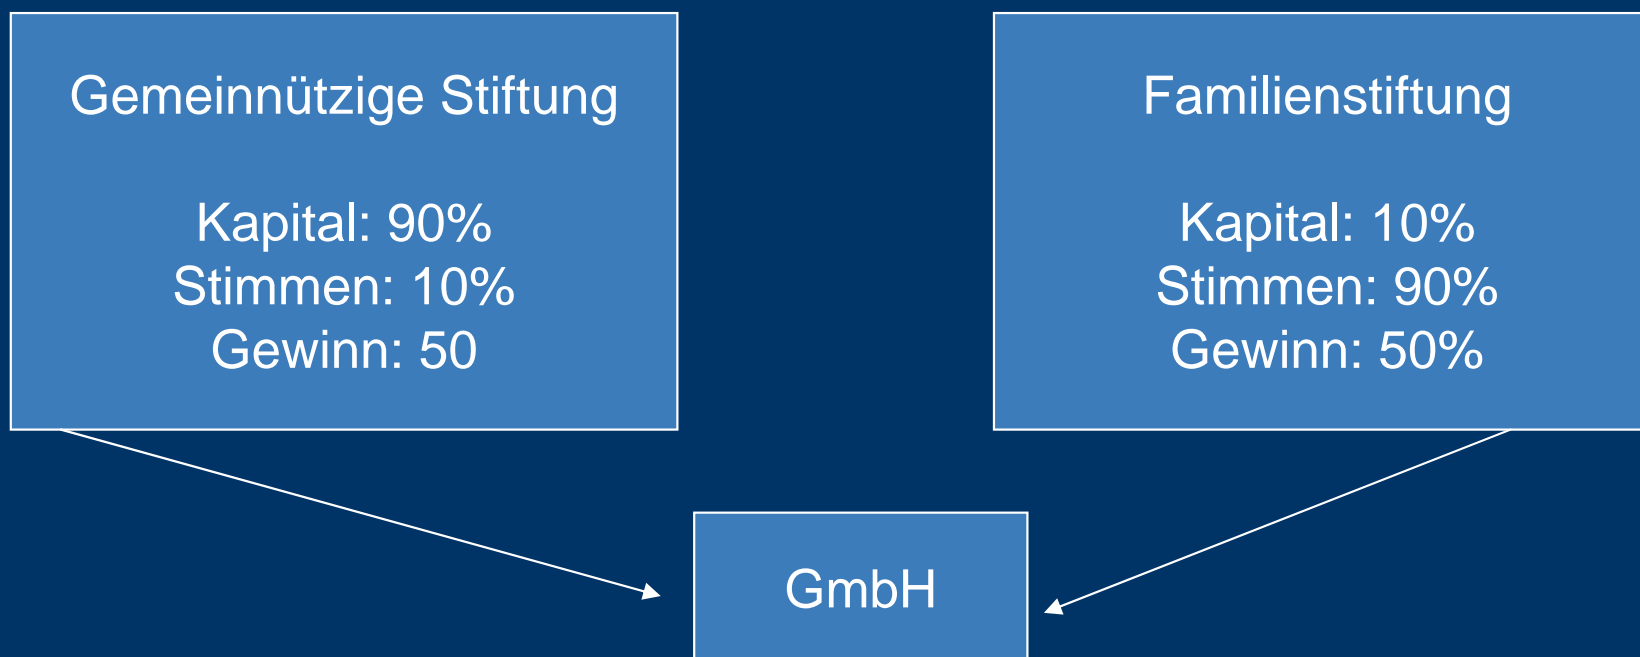 Gemeinnützige Stiftung
Kapital: 90%
Stimmen: 10%
Gewinn: 50
Familienstiftung
Kapital: 10%
Stimmen: 90%
Gewinn: 50%
GmbH